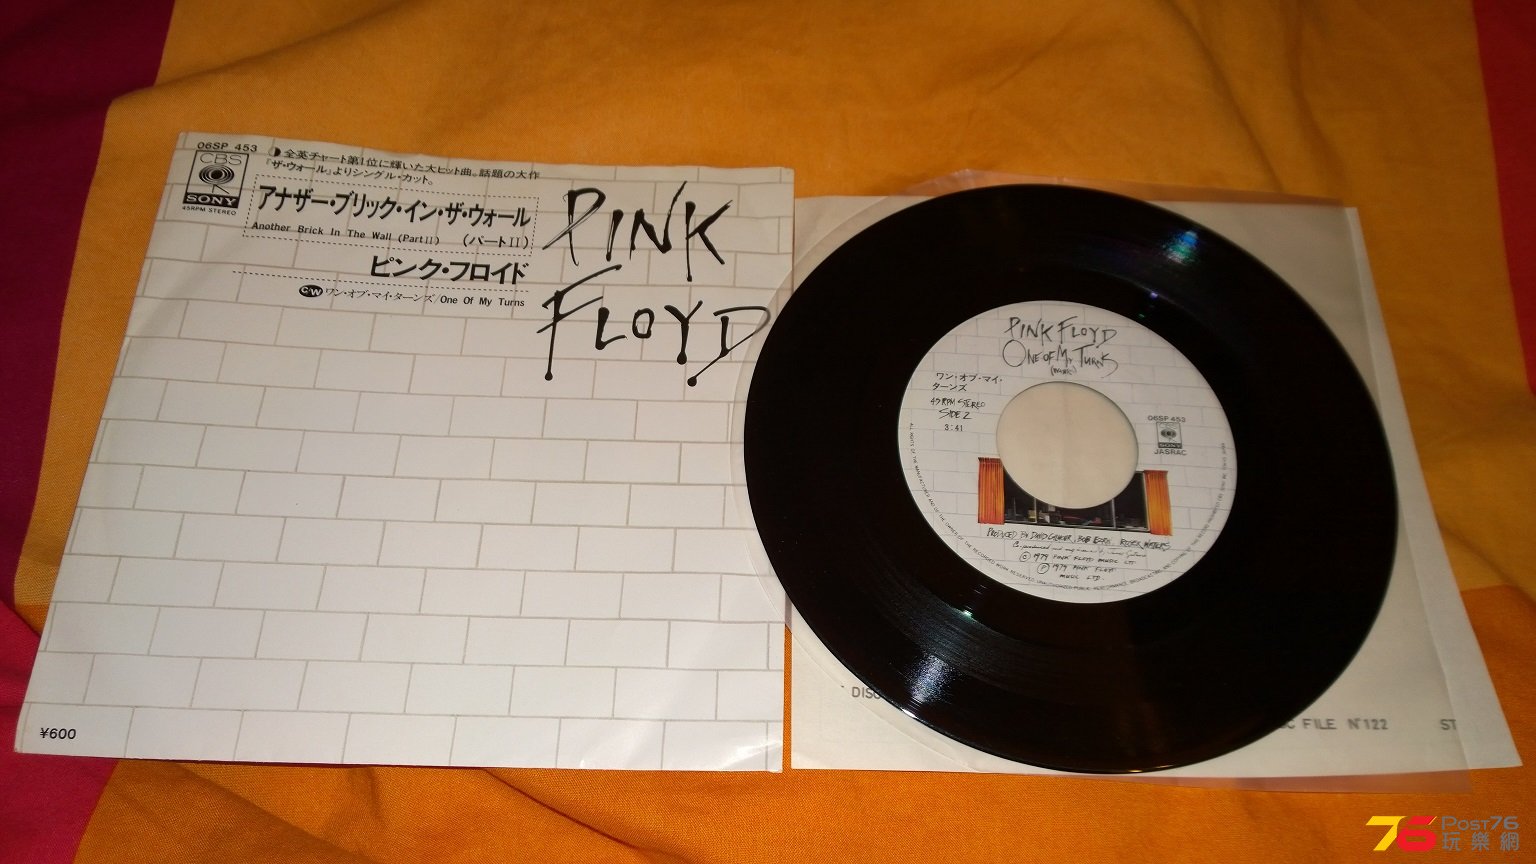 06SP 453
CBS
SONY
45RPM STEREO
全英チャート第1位に輝いた大ヒット曲。話題の大作
『ザ・ウォール』よりシングル・カット。
アナザー・ブリック・イン・ザ・ウォール
Another Brick In The Wall (Part II) (パートII)
ピンク・フロイド
C/W ワン・オブ・マイ・ターンズ/One Of My Turns
PINK
FLOYD
¥600
PINK FLOYD
ONE OF MY TURNS
ワン・オブ・マイ・
ターンズ
45 RPM STEREO
SIDE 2
3:41
06SP 453
SONY
JASRAC
PRODUCED BY DAVID GILMOUR, BOB EZRIN, ROGER WATERS
© 1979 PINK FLOYD MUSIC LTD.
℗ 1979 PINK FLOYD
MUSIC LTD.
DISC
FILE N°122
ST
76 POST76
玩樂網